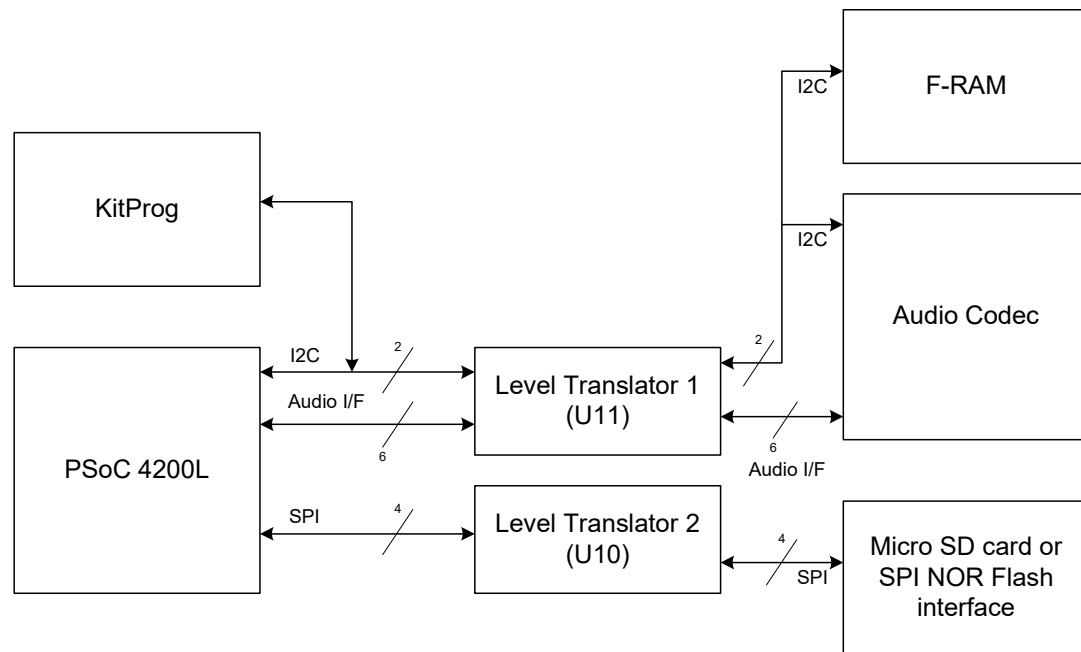 F-RAM
I2C
KitProg
I2C
Audio Codec
I2C
2
2
Level Translator 1
(U11)
Audio I/F
6
6
Audio I/F
PSoC 4200L
SPI
4
Level Translator 2
(U10)
4
SPI
Micro SD card or
SPI NOR Flash
interface